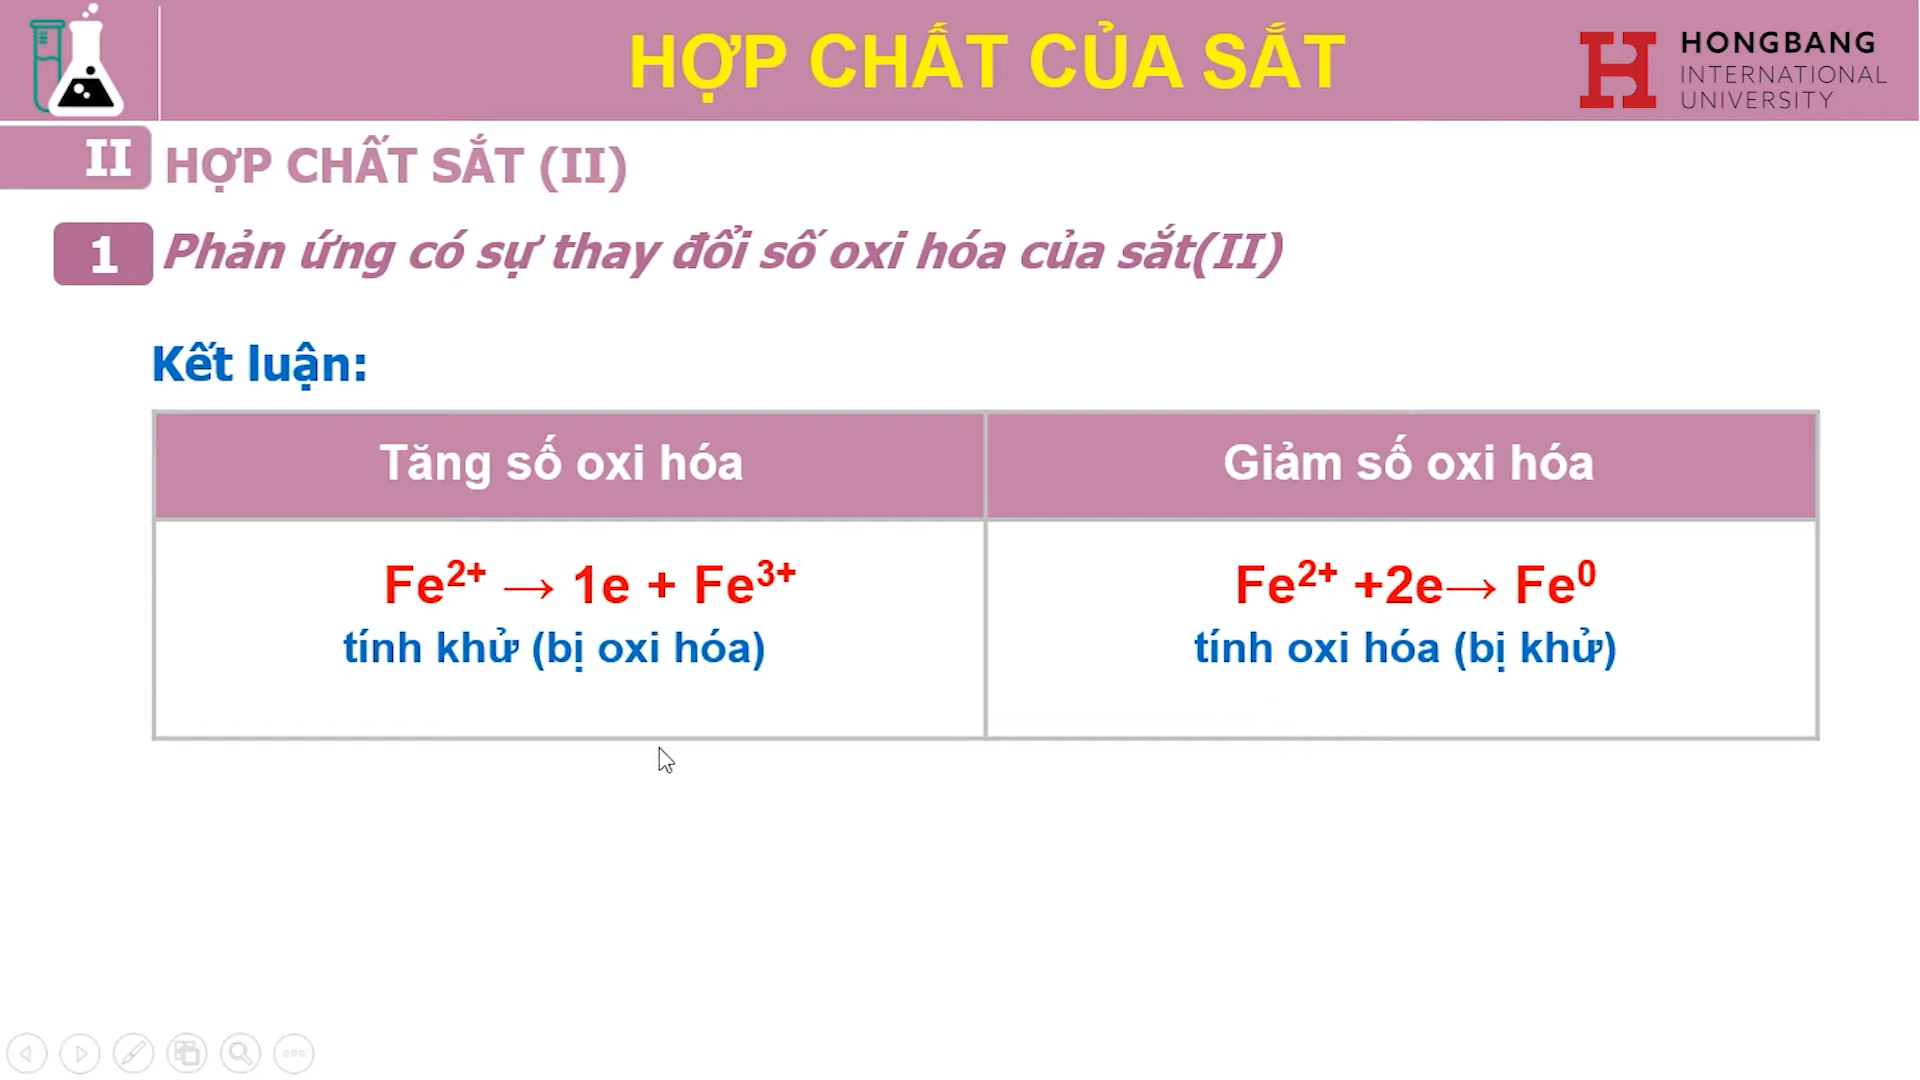 HỢP CHẤT CỦA SẮT
HONGBANG
INTERNATIONAL
UNIVERSITY
II HỢP CHẤT SẮT (II)
1 Phản ứng có sự thay đổi số oxi hóa của sắt(II)
Kết luận:
Tăng số oxi hóa
Giảm số oxi hóa
Fe²⁺ → 1e + Fe³⁺
tính khử (bị oxi hóa)
Fe²⁺ +2e→ Fe⁰
tính oxi hóa (bị khử)